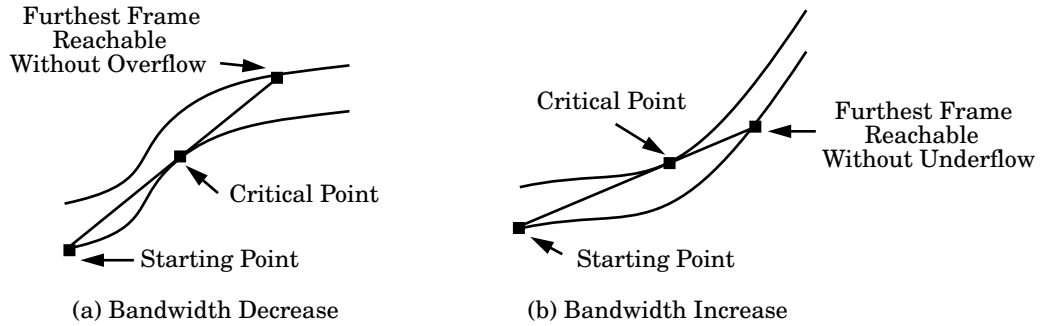 Furthest Frame
Reachable
Without Overflow
Critical Point
Starting Point
(a) Bandwidth Decrease
Critical Point
Furthest Frame
Reachable
Without Underflow
Starting Point
(b) Bandwidth Increase